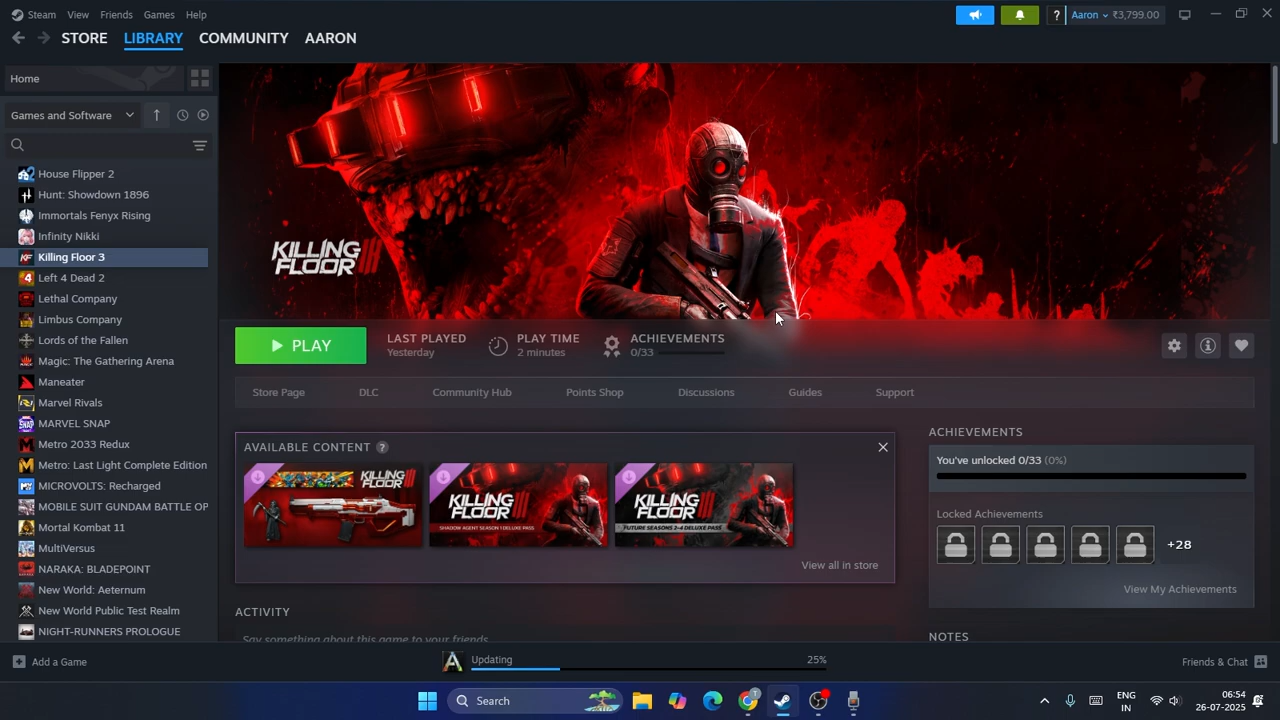 Steam View Friends Games Help
? Aaron ₹3,799.00
STORE LIBRARY COMMUNITY AARON
Home
Games and Software
House Flipper 2
Hunt: Showdown 1896
Immortals Fenyx Rising
Infinity Nikki
Killing Floor 3
Left 4 Dead 2
Lethal Company
Limbus Company
Lords of the Fallen
Magic: The Gathering Arena
Maneater
Marvel Rivals
MARVEL SNAP
Metro 2033 Redux
Metro: Last Light Complete Edition
MICROVOLTS: Recharged
MOBILE SUIT GUNDAM BATTLE OP
Mortal Kombat 11
MultiVersus
NARAKA: BLADEPOINT
New World: Aeternum
New World Public Test Realm
NIGHT-RUNNERS PROLOGUE
KILLING
FLOOR III
PLAY
LAST PLAYED
Yesterday
PLAY TIME
2 minutes
ACHIEVEMENTS
0/33
Store Page DLC Community Hub Points Shop Discussions Guides Support
AVAILABLE CONTENT ?
KILLING
FLOOR III
KILLING
FLOOR III
SHADOW AGENT SEASON 1 DELUXE PASS
KILLING
FLOOR III
FUTURE SEASONS 2-4 DELUXE PASS
View all in store
ACTIVITY
Say something about this game to your friends
ACHIEVEMENTS
You've unlocked 0/33 (0%)
Locked Achievements
+28
View My Achievements
NOTES
Add a Game
Updating 25%
Friends & Chat
Search
ENG
IN
06:54
26-07-2025